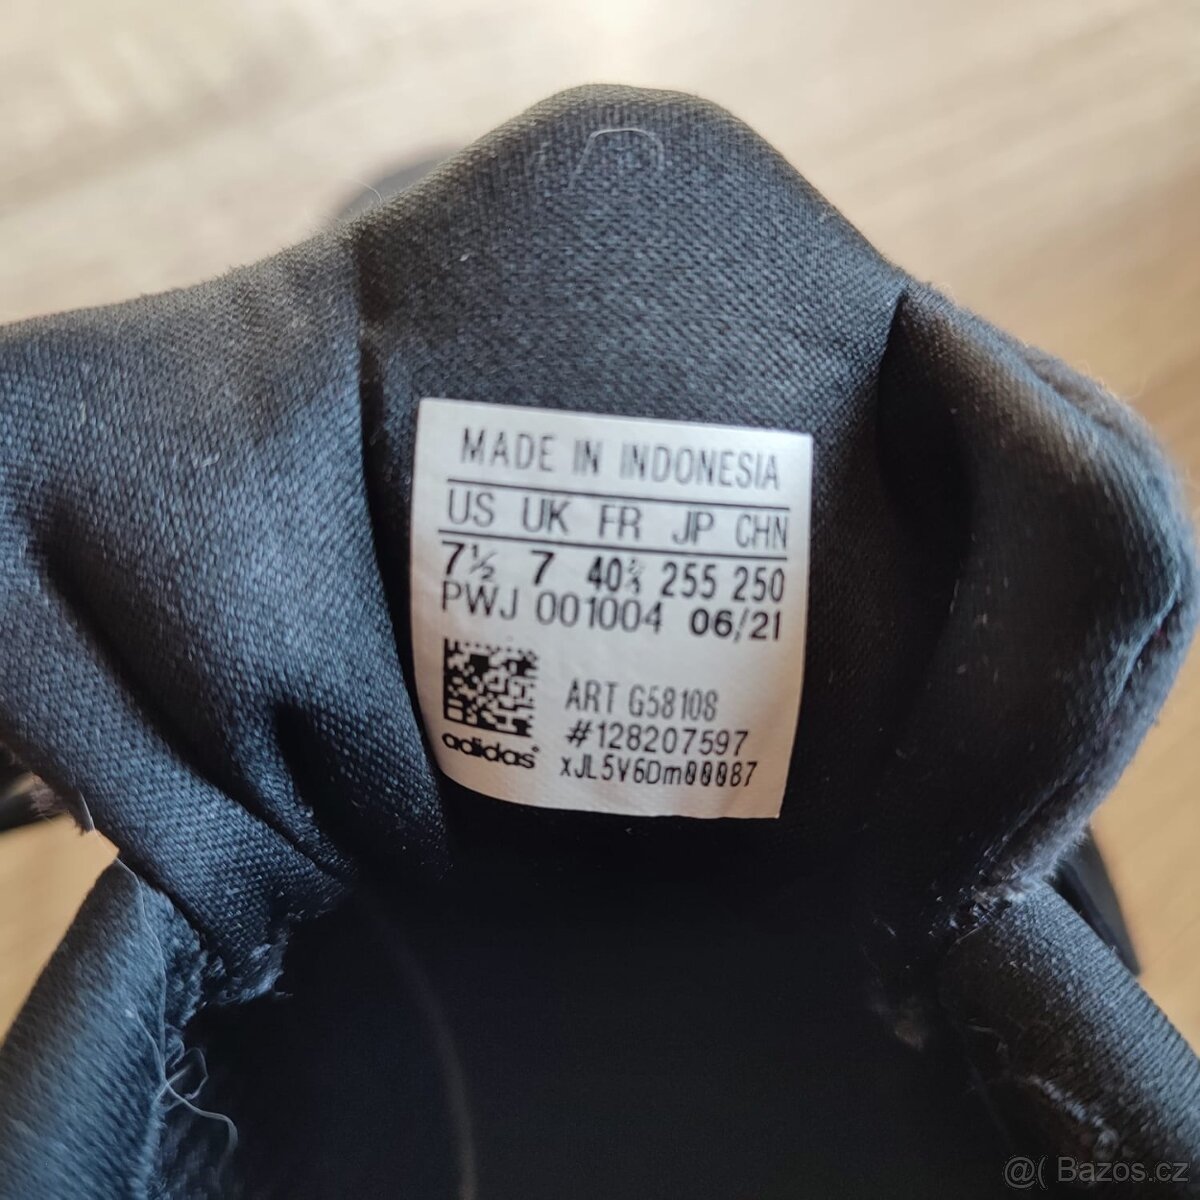 MADE IN INDONESIA
US UK FR JP CHN
7½ 7 40⅔ 255 250
PWJ 001004 06/21
ART G58108
#128207597
adidas® xJL5V6Dm00087
@( Bazos.cz